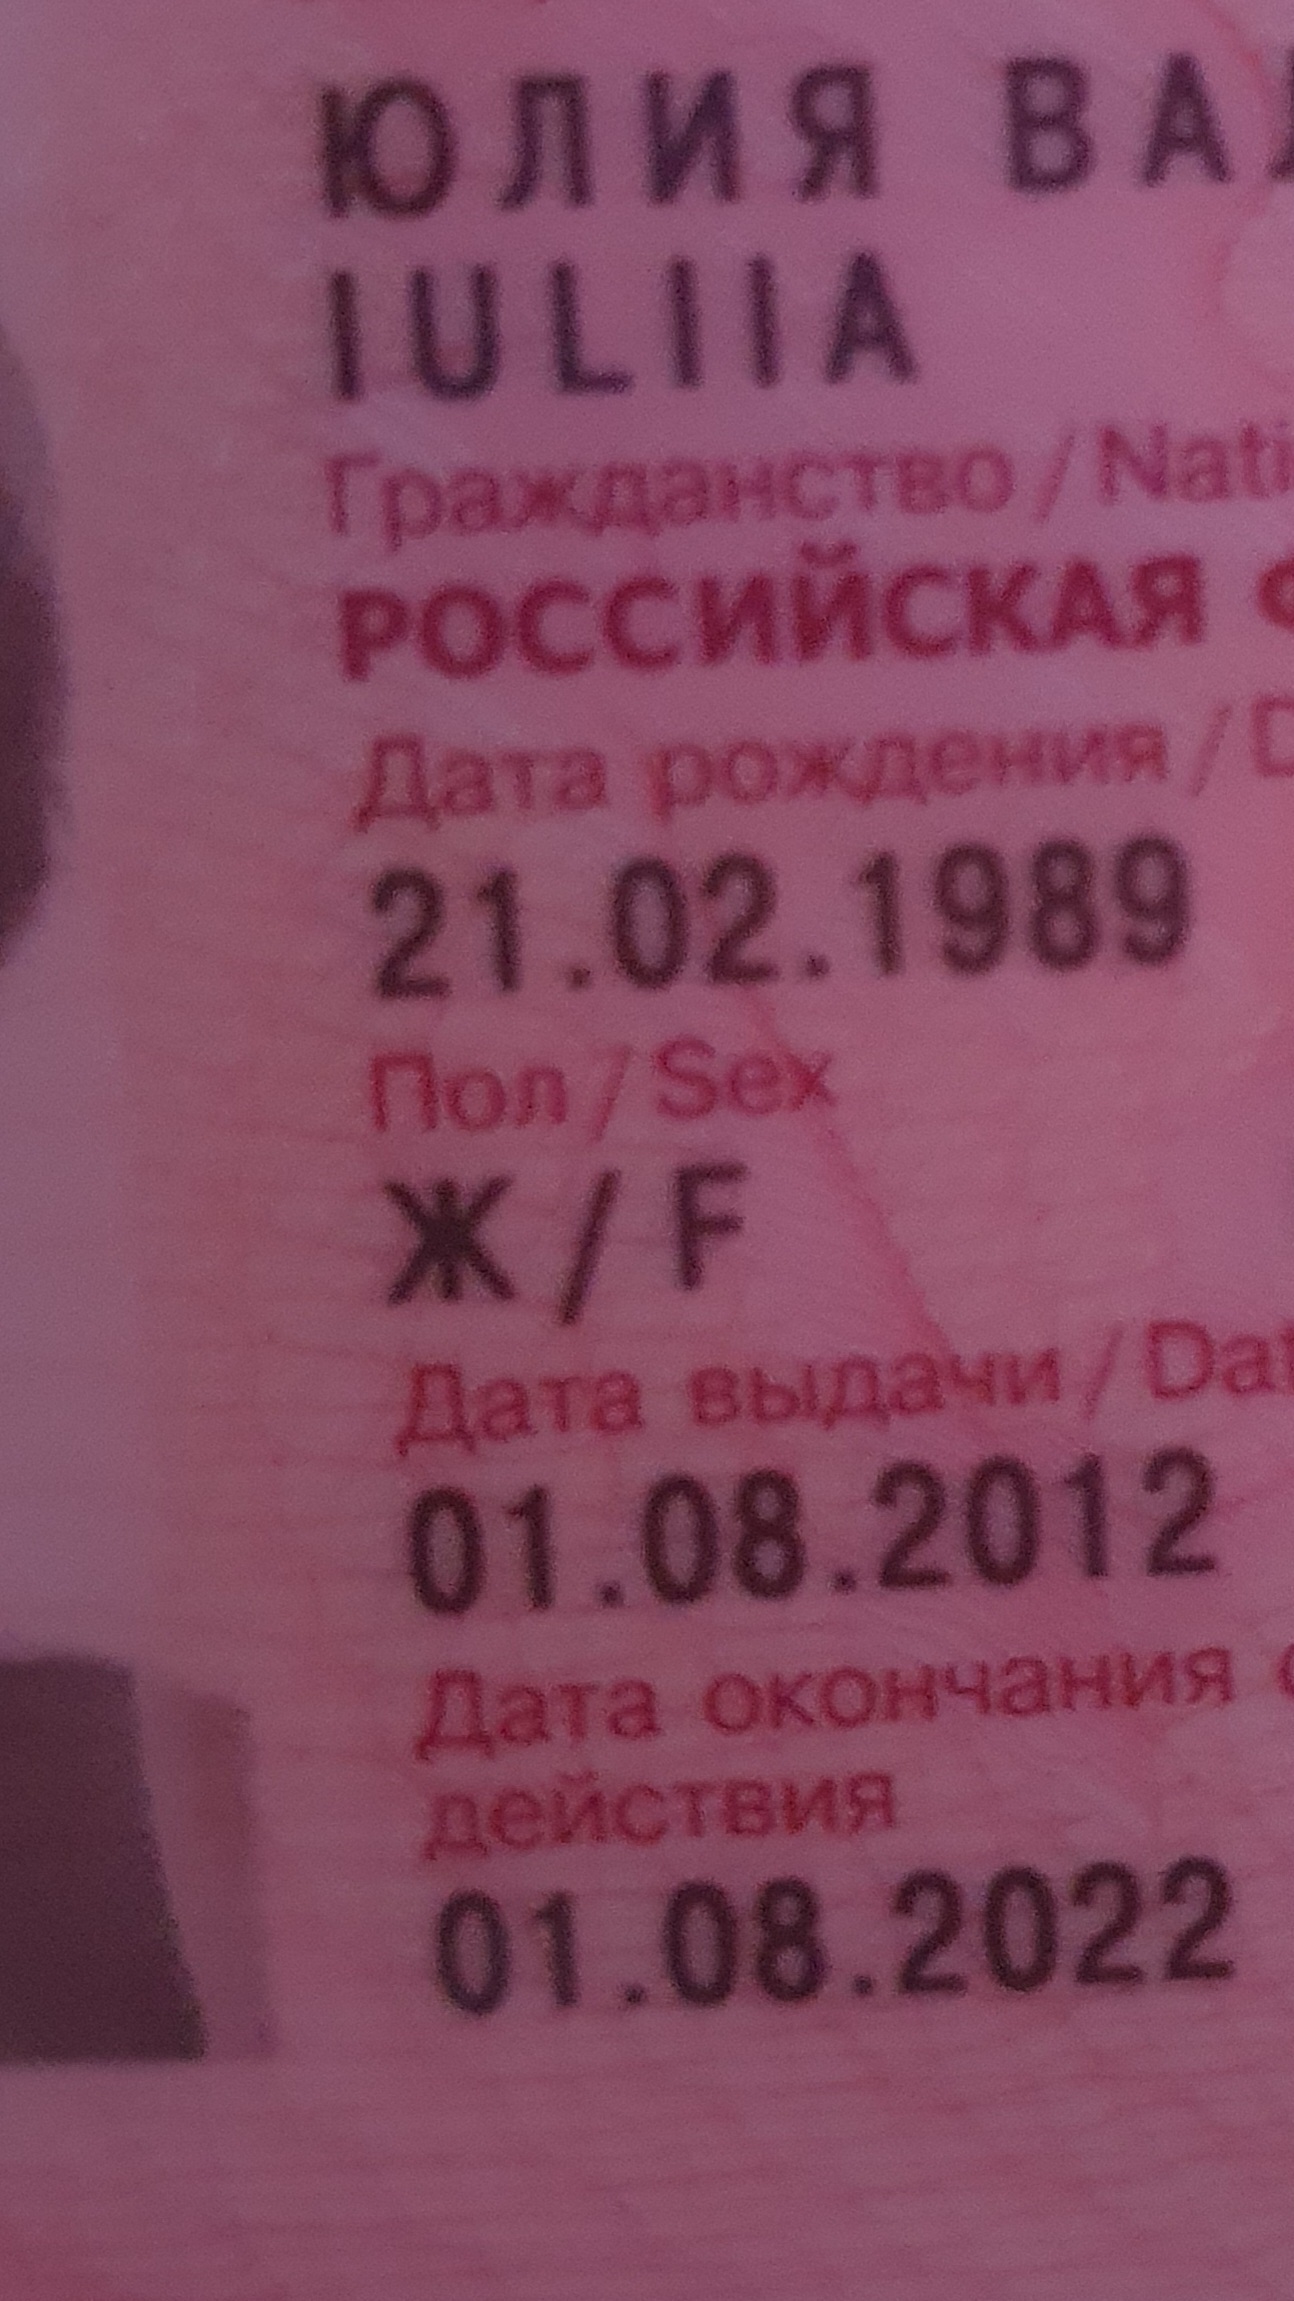 ЮЛИЯ
IULIIA
Гражданство /
РОССИЙСКАЯ
Дата рождения /
21.02.1989
Пол / Sex
Ж / F
Дата выдачи /
01.08.2012
Дата окончания
действия
01.08.2022